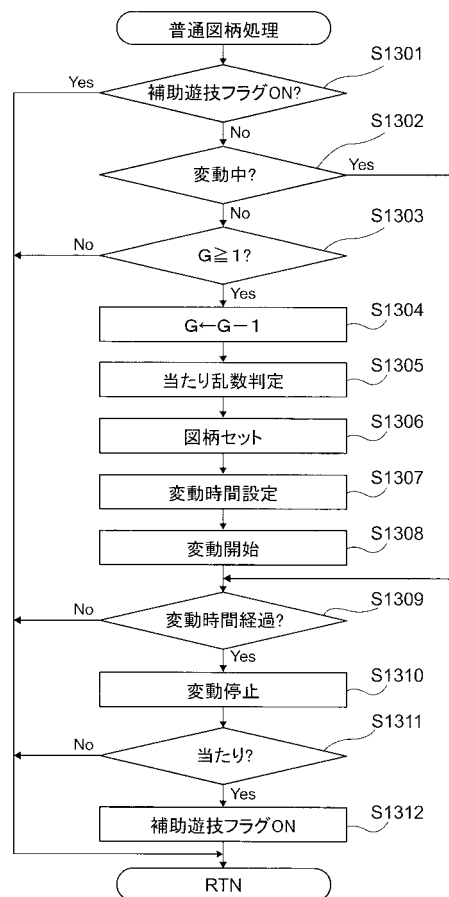 普通図柄処理
S1301
Yes
補助遊技フラグON?
No
S1302
変動中?
Yes
No
S1303
No
G≧1?
Yes
S1304
G←G－1
S1305
当たり乱数判定
S1306
図柄セット
S1307
変動時間設定
S1308
変動開始
S1309
No
変動時間経過?
Yes
S1310
変動停止
S1311
No
当たり?
Yes
S1312
補助遊技フラグON
RTN